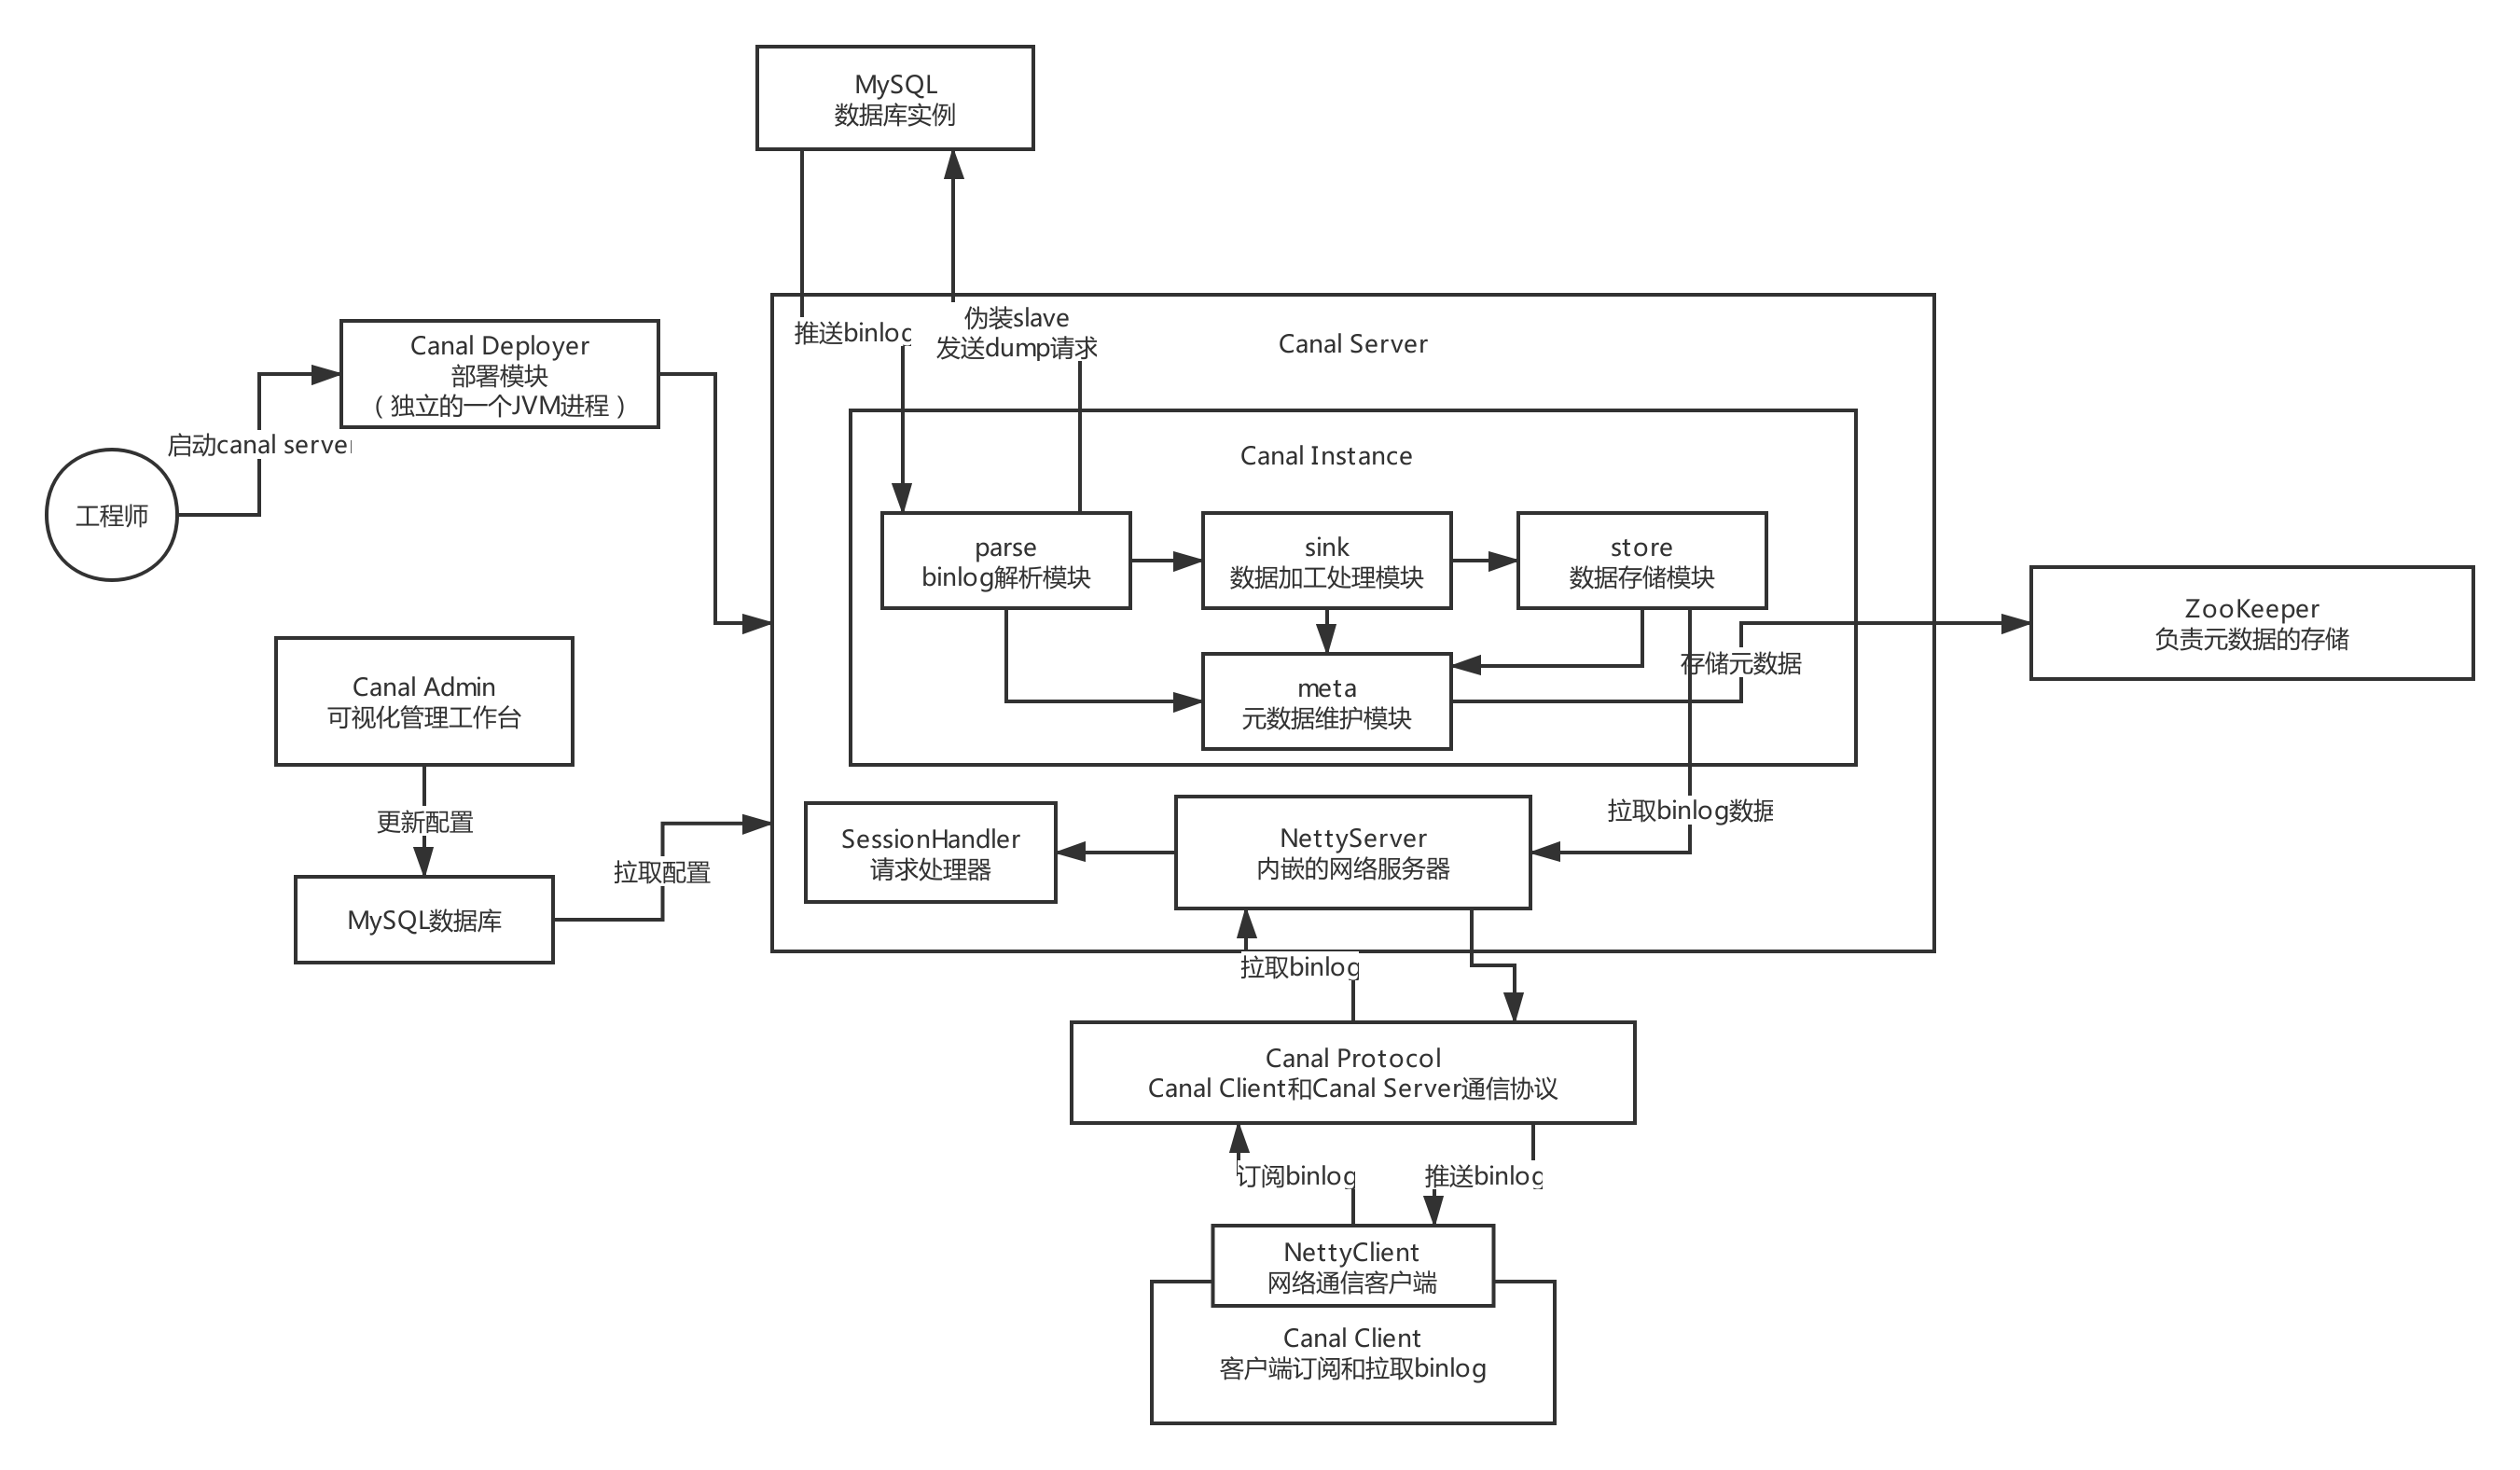 MySQL
数据库实例
推送binlog
伪装slave
发送dump请求
Canal Server
Canal Deployer
部署模块
（独立的一个JVM进程）
启动canal server
工程师
Canal Instance
parse
binlog解析模块
sink
数据加工处理模块
store
数据存储模块
ZooKeeper
负责元数据的存储
存储元数据
Canal Admin
可视化管理工作台
meta
元数据维护模块
更新配置
拉取binlog数据
SessionHandler
请求处理器
NettyServer
内嵌的网络服务器
拉取配置
MySQL数据库
拉取binlog
Canal Protocol
Canal Client和Canal Server通信协议
订阅binlog
推送binlog
NettyClient
网络通信客户端
Canal Client
客户端订阅和拉取binlog